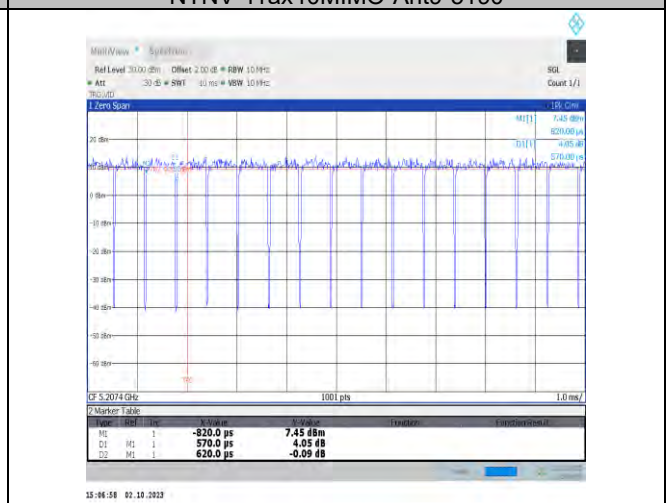 NTNV-11ax40MIMO-Ant0-5190
MultiView Spectrum
Ref Level 30.00 dBm Offset 2.00 dB RBW 10 MHz SGL
Att 30 dB SWT 10 ms VBW 10 MHz Count 1/1
TRG:VID
1 Zero Span 1Pk Clrw
M1[1] 7.45 dBm
820.00 µs
20 dBm
D1[1] 4.05 dB
570.00 µs
10 dBm
0 dBm
-10 dBm
-20 dBm
-30 dBm
-40 dBm
-50 dBm
-60 dBm
TRG
CF 5.2074 GHz 1001 pts 1.0 ms/
2 Marker Table
Type Ref Trc X-Value Y-Value Function Function Result
M1 1 -820.0 µs 7.45 dBm
D1 M1 1 570.0 µs 4.05 dB
D2 M1 1 620.0 µs -0.09 dB
15:06:58 02.10.2023